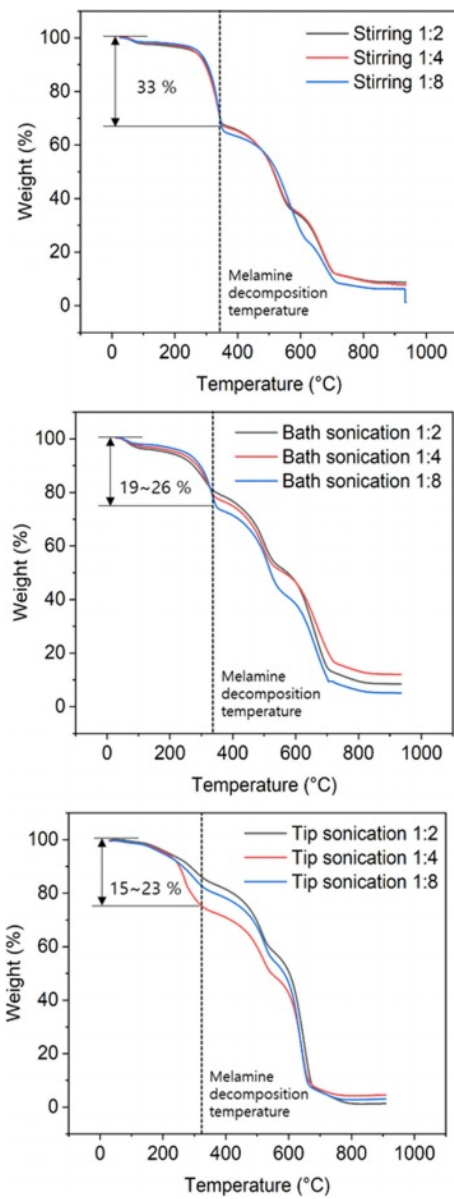 100
80
60
40
20
0
Weight (%)
33 %
Stirring 1:2
Stirring 1:4
Stirring 1:8
Melamine
decomposition
temperature
0 200 400 600 800 1000
Temperature (°C)
100
80
60
40
20
0
Weight (%)
19~26 %
Bath sonication 1:2
Bath sonication 1:4
Bath sonication 1:8
Melamine
decomposition
temperature
0 200 400 600 800 1000
Temperature (°C)
100
80
60
40
20
0
Weight (%)
15~23 %
Tip sonication 1:2
Tip sonication 1:4
Tip sonication 1:8
Melamine
decomposition
temperature
0 200 400 600 800 1000
Temperature (°C)